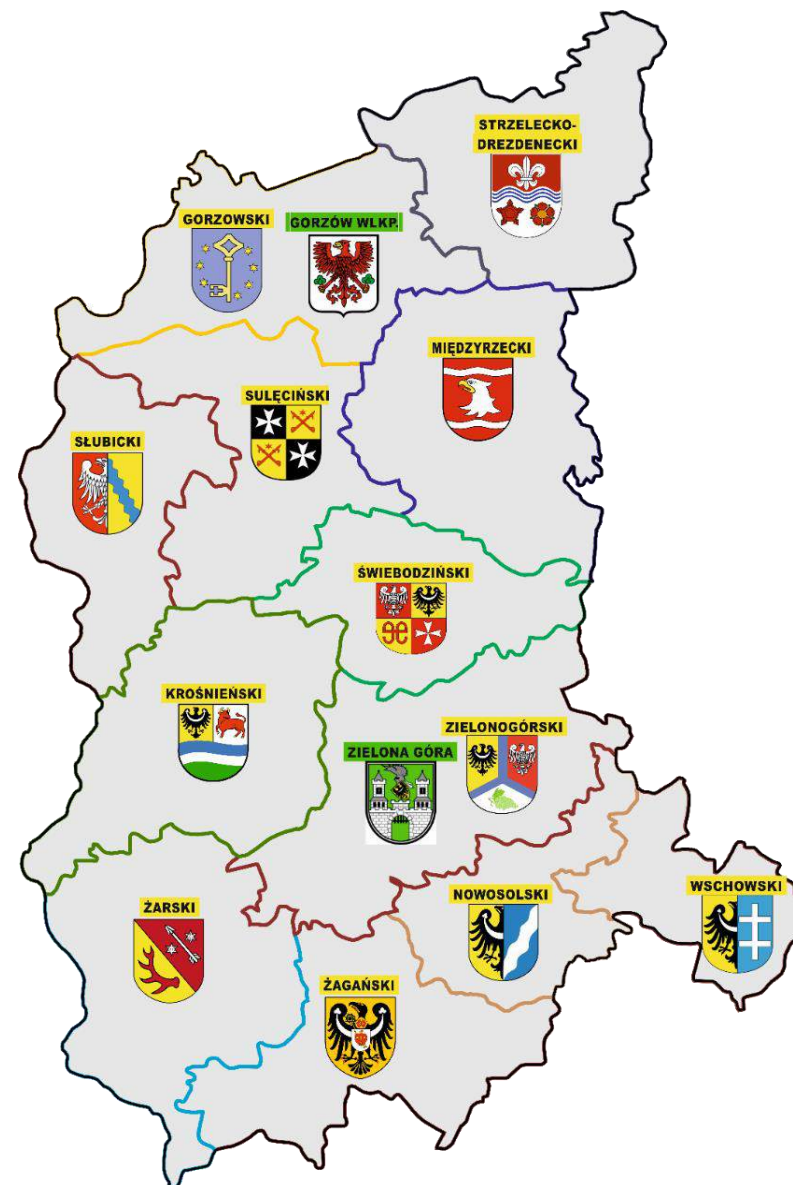 STRZELECKO-
DREZDENECKI
GORZOWSKI
GORZÓW WLKP.
MIĘDZYRZECKI
SULĘCIŃSKI
SŁUBICKI
ŚWIEBODZIŃSKI
KROŚNIEŃSKI
ZIELONOGÓRSKI
ZIELONA GÓRA
NOWOSOLSKI
WSCHOWSKI
ŻARSKI
ŻAGAŃSKI